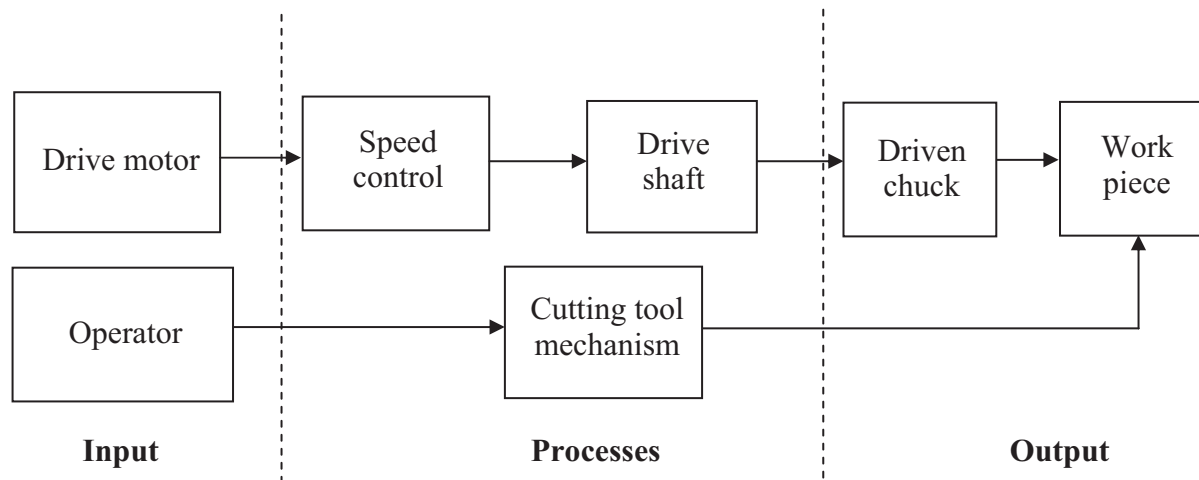 Drive motor
Speed
control
Drive
shaft
Driven
chuck
Work
piece
Operator
Cutting tool
mechanism
Input
Processes
Output